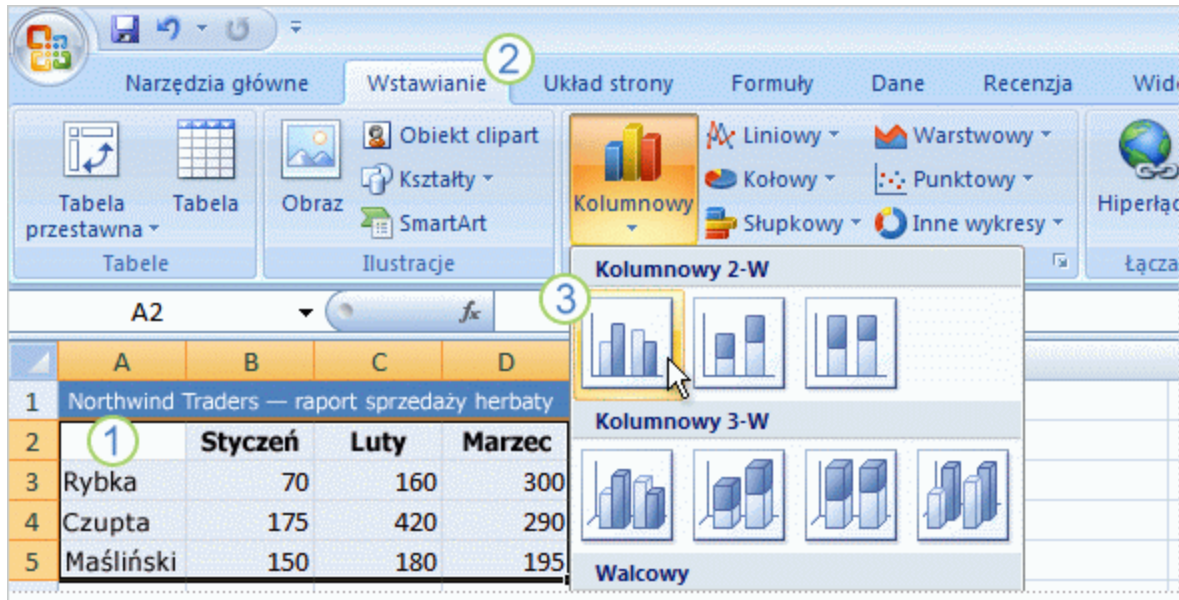 2
Narzędzia główne Wstawianie Układ strony Formuły Dane Recenzja
Obiekt clipart Liniowy Warstwowy
Kształty Kołowy Punktowy
Tabela przestawna Tabela Obraz SmartArt Kolumnowy Słupkowy Inne wykresy
Tabele Ilustracje
Kolumnowy 2-W
3
A2 fx
A B C D
1 Northwind Traders — raport sprzedaży herbaty
Kolumnowy 3-W
2 1 Styczeń Luty Marzec
3 Rybka 70 160 300
4 Czupta 175 420 290
5 Maśliński 150 180 195
Walcowy